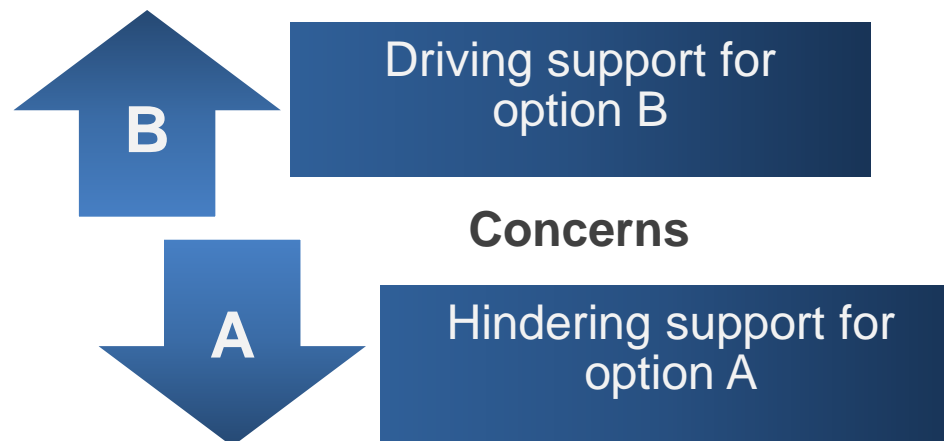 B
Driving support for
option B
Concerns
A
Hindering support for
option A